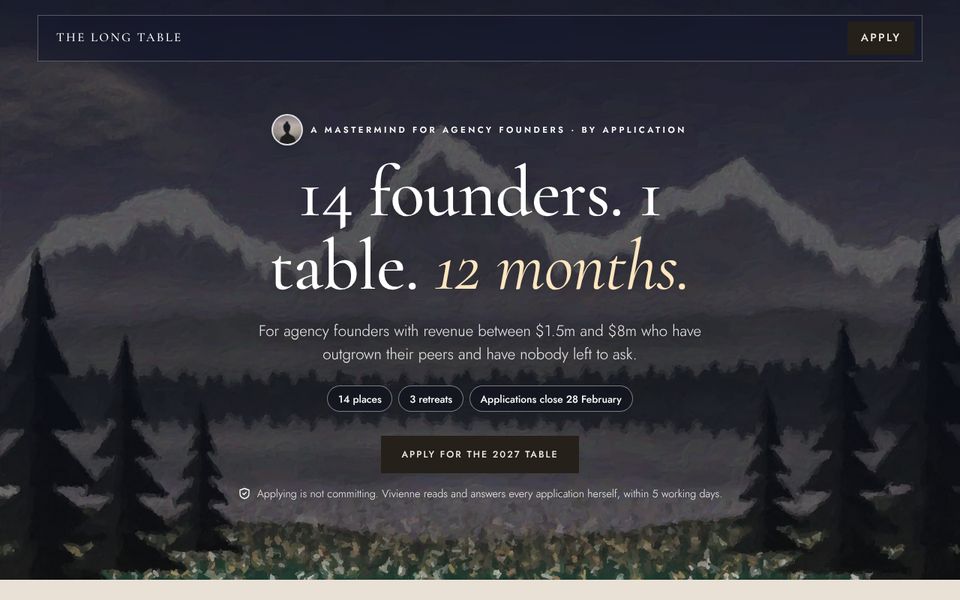 THE LONG TABLE
APPLY
A MASTERMIND FOR AGENCY FOUNDERS · BY APPLICATION
14 founders. 1
table. 12 months.
For agency founders with revenue between $1.5m and $8m who have
outgrown their peers and have nobody left to ask.
14 places
3 retreats
Applications close 28 February
APPLY FOR THE 2027 TABLE
Applying is not committing. Vivienne reads and answers every application herself, within 5 working days.